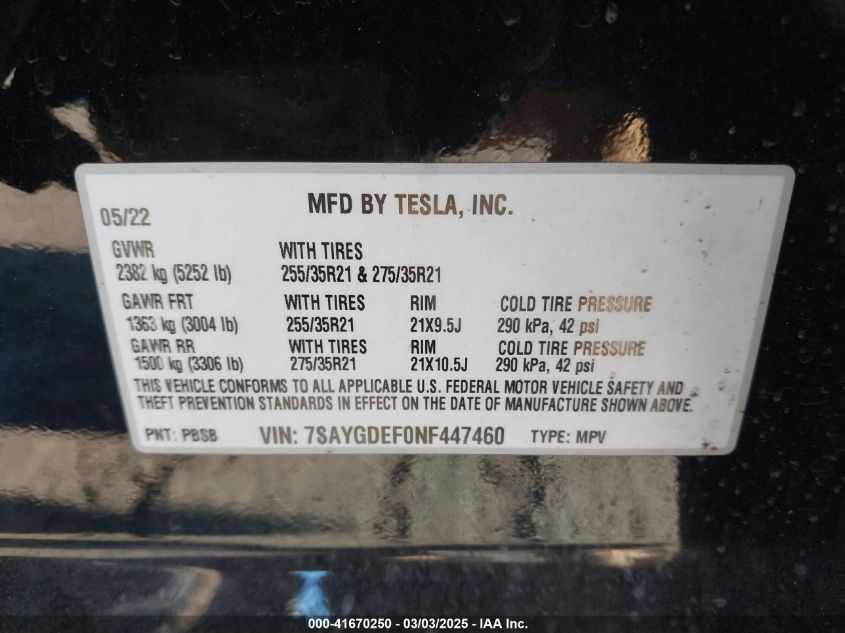 05/22 MFD BY TESLA, INC.
GVWR WITH TIRES
2382 kg (5252 lb) 255/35R21 & 275/35R21
GAWR FRT WITH TIRES RIM COLD TIRE PRESSURE
1363 kg (3004 lb) 255/35R21 21X9.5J 290 kPa, 42 psi
GAWR RR WITH TIRES RIM COLD TIRE PRESSURE
1500 kg (3306 lb) 275/35R21 21X10.5J 290 kPa, 42 psi
THIS VEHICLE CONFORMS TO ALL APPLICABLE U.S. FEDERAL MOTOR VEHICLE SAFETY AND
THEFT PREVENTION STANDARDS IN EFFECT ON THE DATE OF MANUFACTURE SHOWN ABOVE.
PNT: PBSB VIN: 7SAYGDEF0NF447460 TYPE: MPV
000-41670250 - 03/03/2025 - IAA Inc.